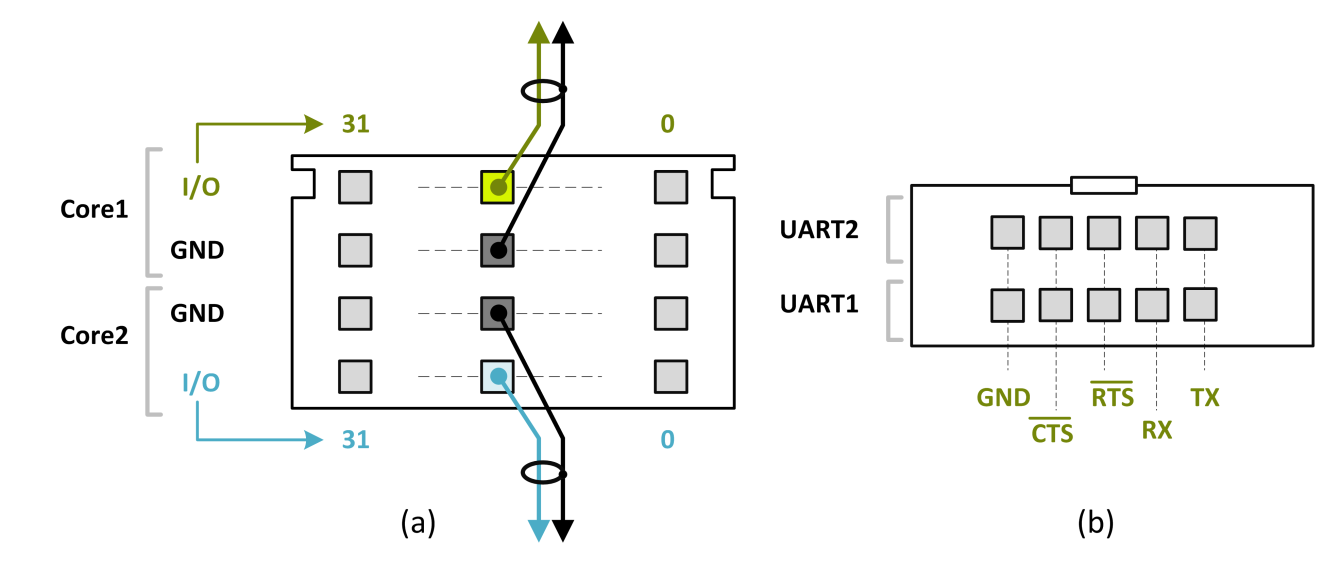 31 0
Core1
I/O
GND
GND
Core2
I/O
31 0
(a)
UART2
UART1
GND
CTS
RTS
RX
TX
(b)